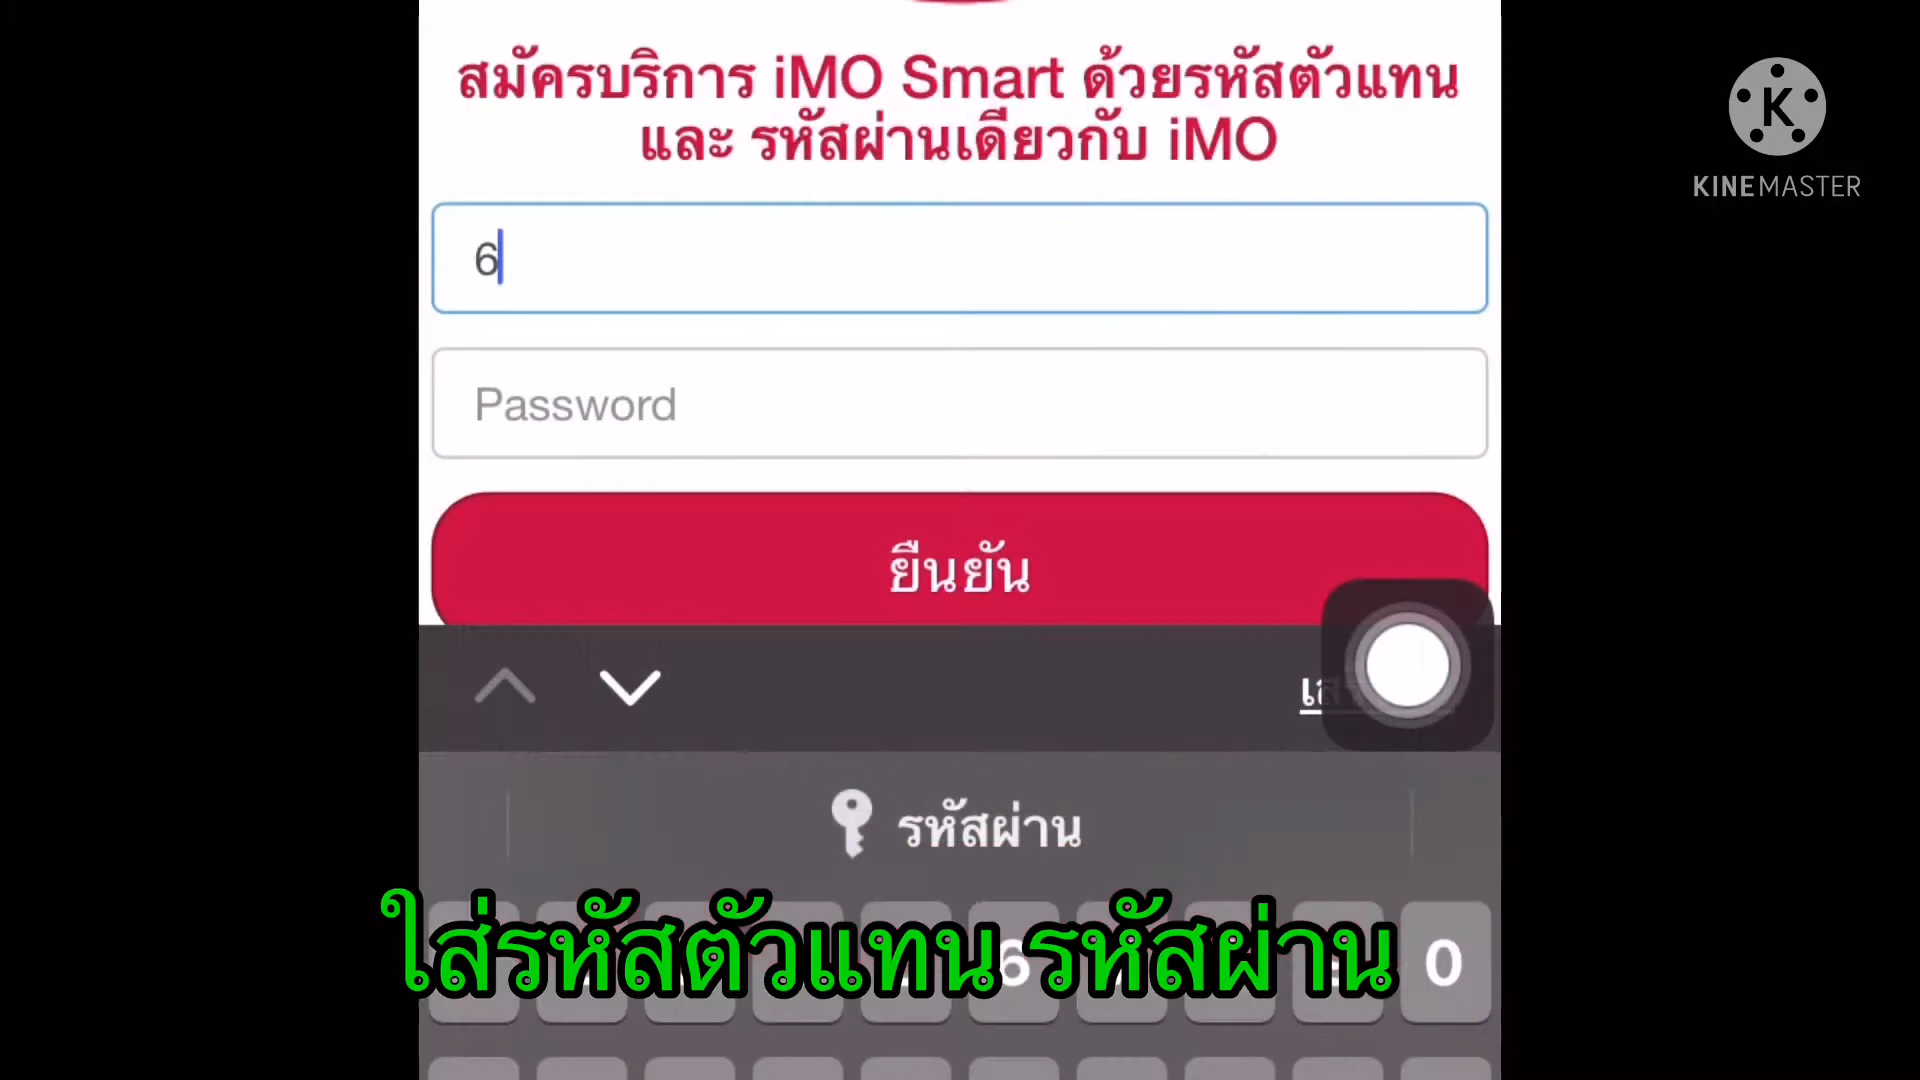 สมัครบริการ iMO Smart ด้วยรหัสตัวแทน
และ รหัสผ่านเดียวกับ iMO
KINEMASTER
6
Password
ยืนยัน
รหัสผ่าน
ใส่รหัสตัวแทน รหัสผ่าน
6 0